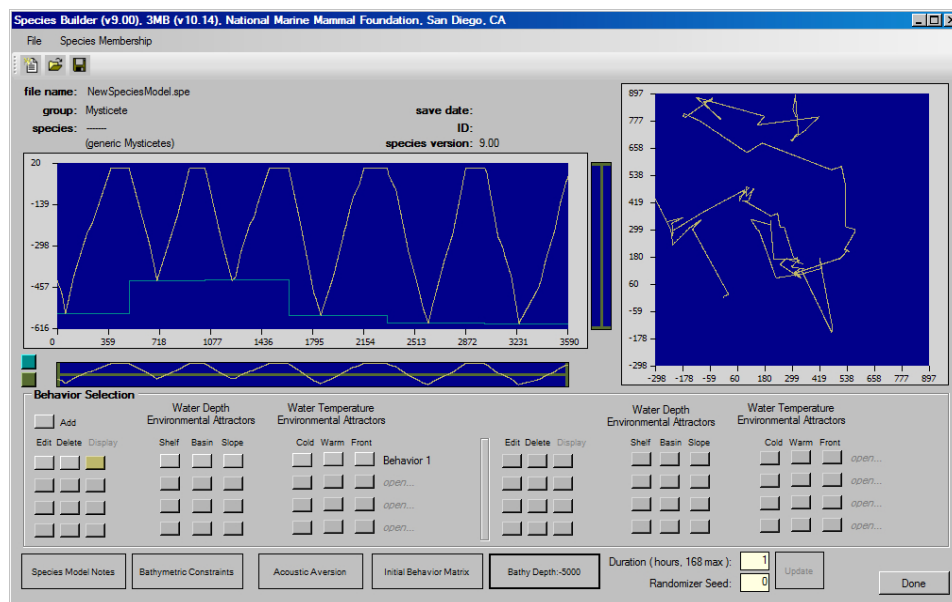 Species Builder (v9.00), 3MB (v10.14), National Marine Mammal Foundation, San Diego, CA
File Species Membership
file name: NewSpeciesModel.spe
group: Mysticete save date:
species: ------ ID:
(generic Mysticetes) species version: 9.00
20
-139
-298
-457
-616
0 359 718 1077 1436 1795 2154 2513 2872 3231 3590
897
777
658
538
419
299
180
60
-59
-178
-298
-298 -178 -59 60 180 299 419 538 658 777 897
Behavior Selection
Add
Water Depth Environmental Attractors
Water Temperature Environmental Attractors
Edit Delete Display Shelf Basin Slope Cold Warm Front
Behavior 1
open...
open...
open...
Water Depth Environmental Attractors
Water Temperature Environmental Attractors
Edit Delete Display Shelf Basin Slope Cold Warm Front
open...
open...
open...
open...
Species Model Notes
Bathymetric Constraints
Acoustic Aversion
Initial Behavior Matrix
Bathy Depth:-5000
Duration (hours, 168 max): 1
Randomizer Seed: 0
Update
Done